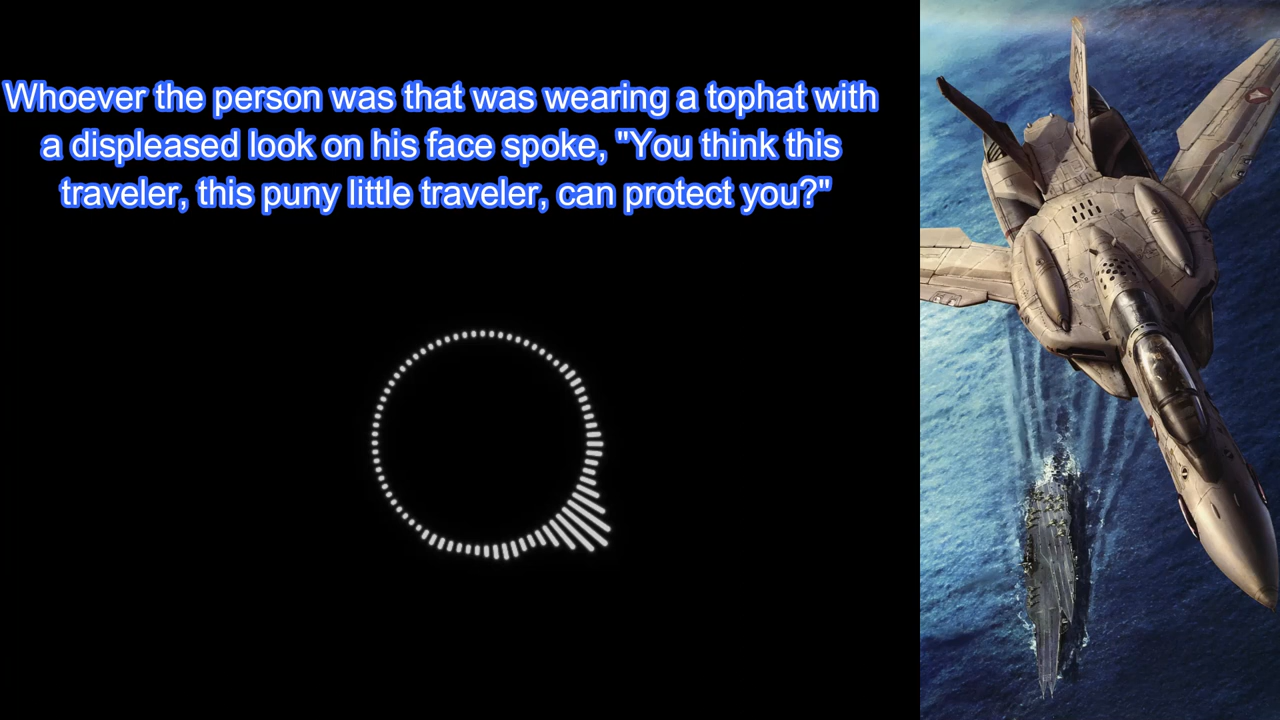 Whoever the person was that was wearing a tophat with
a displeased look on his face spoke, "You think this
traveler, this puny little traveler, can protect you?"